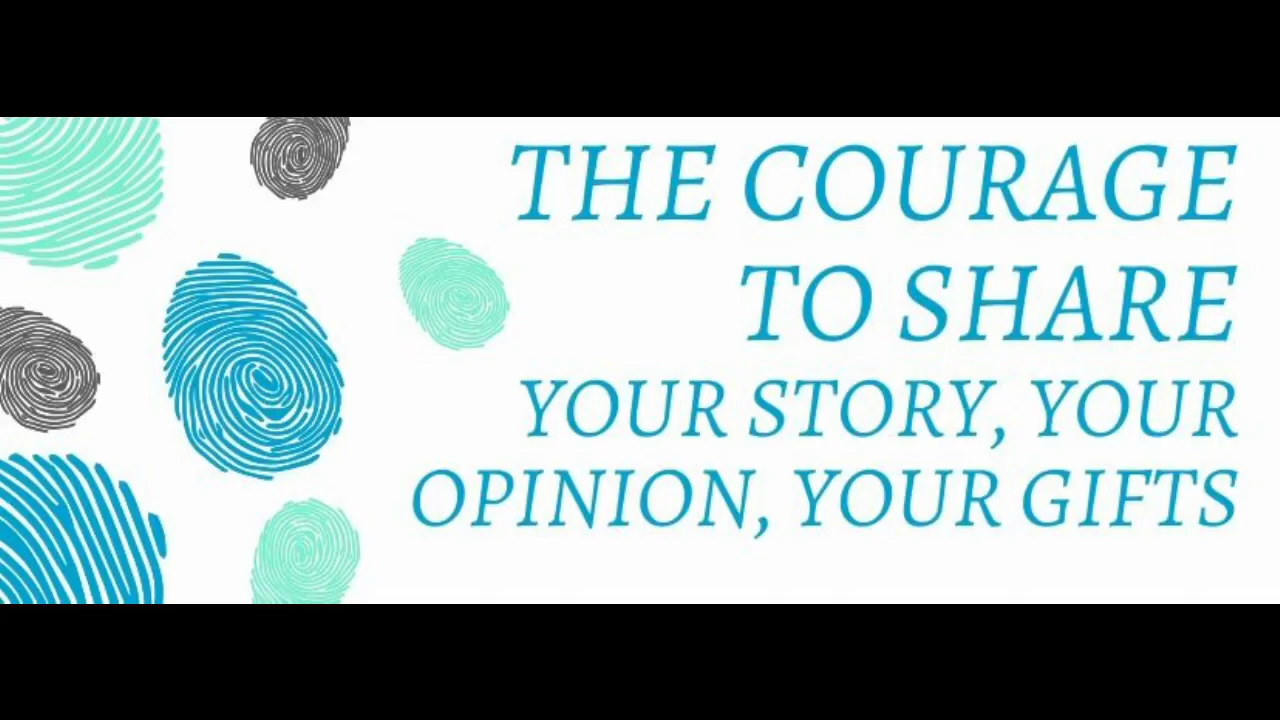 THE COURAGE
TO SHARE
YOUR STORY, YOUR
OPINION, YOUR GIFTS